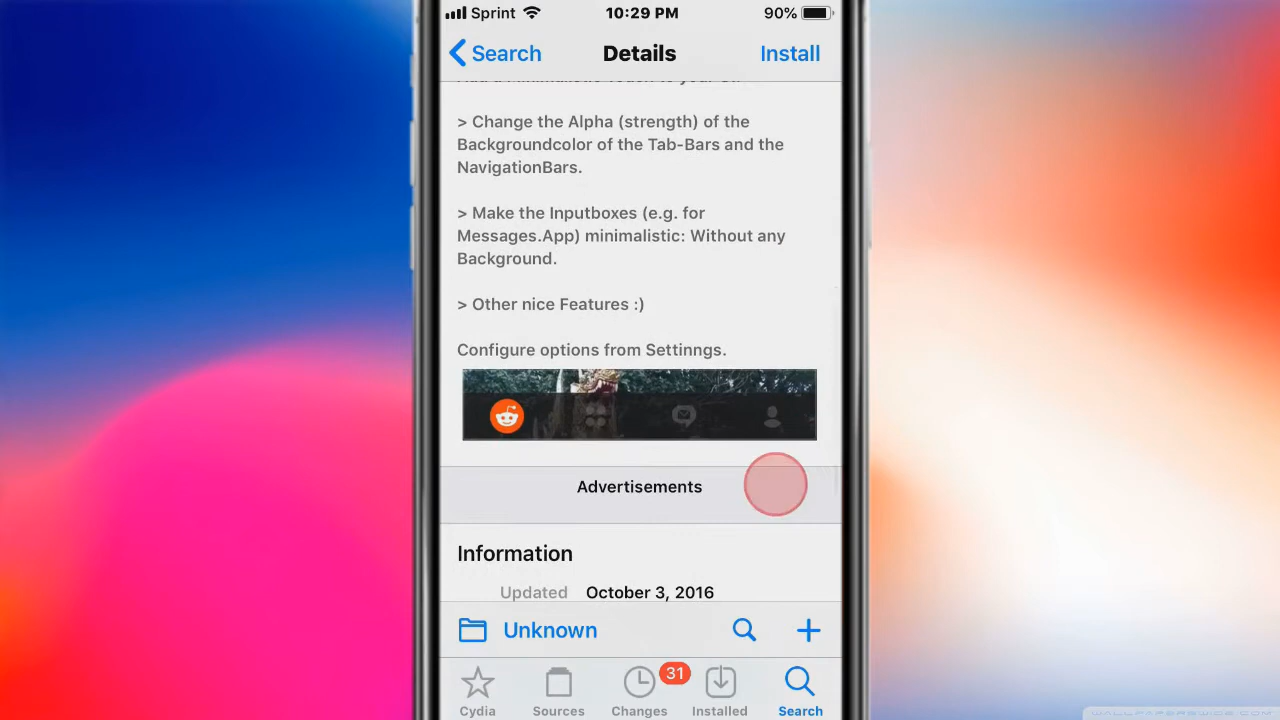 Sprint 10:29 PM 90%
Search Details Install
> Change the Alpha (strength) of the
Backgroundcolor of the Tab-Bars and the
NavigationBars.
> Make the Inputboxes (e.g. for
Messages.App) minimalistic: Without any
Background.
> Other nice Features :)
Configure options from Settinngs.
Advertisements
Information
Updated October 3, 2016
Unknown
31
Cydia Sources Changes Installed Search